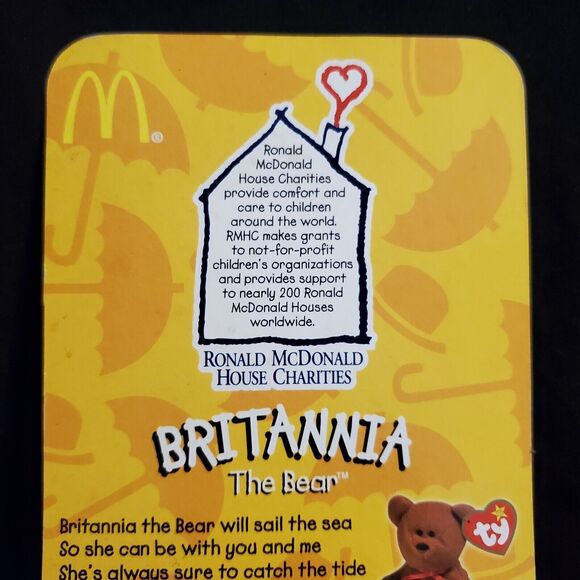 M®
Ronald
McDonald
House Charities
provide comfort and
care to children
around the world.
RMHC makes grants
to not-for-profit
children's organizations
and provides support
to nearly 200 Ronald
McDonald Houses
worldwide.
RONALD MCDONALD
HOUSE CHARITIES
BRITANNIA
The Bear™
Britannia the Bear will sail the sea
So she can be with you and me
She's always sure to catch the tide
ty